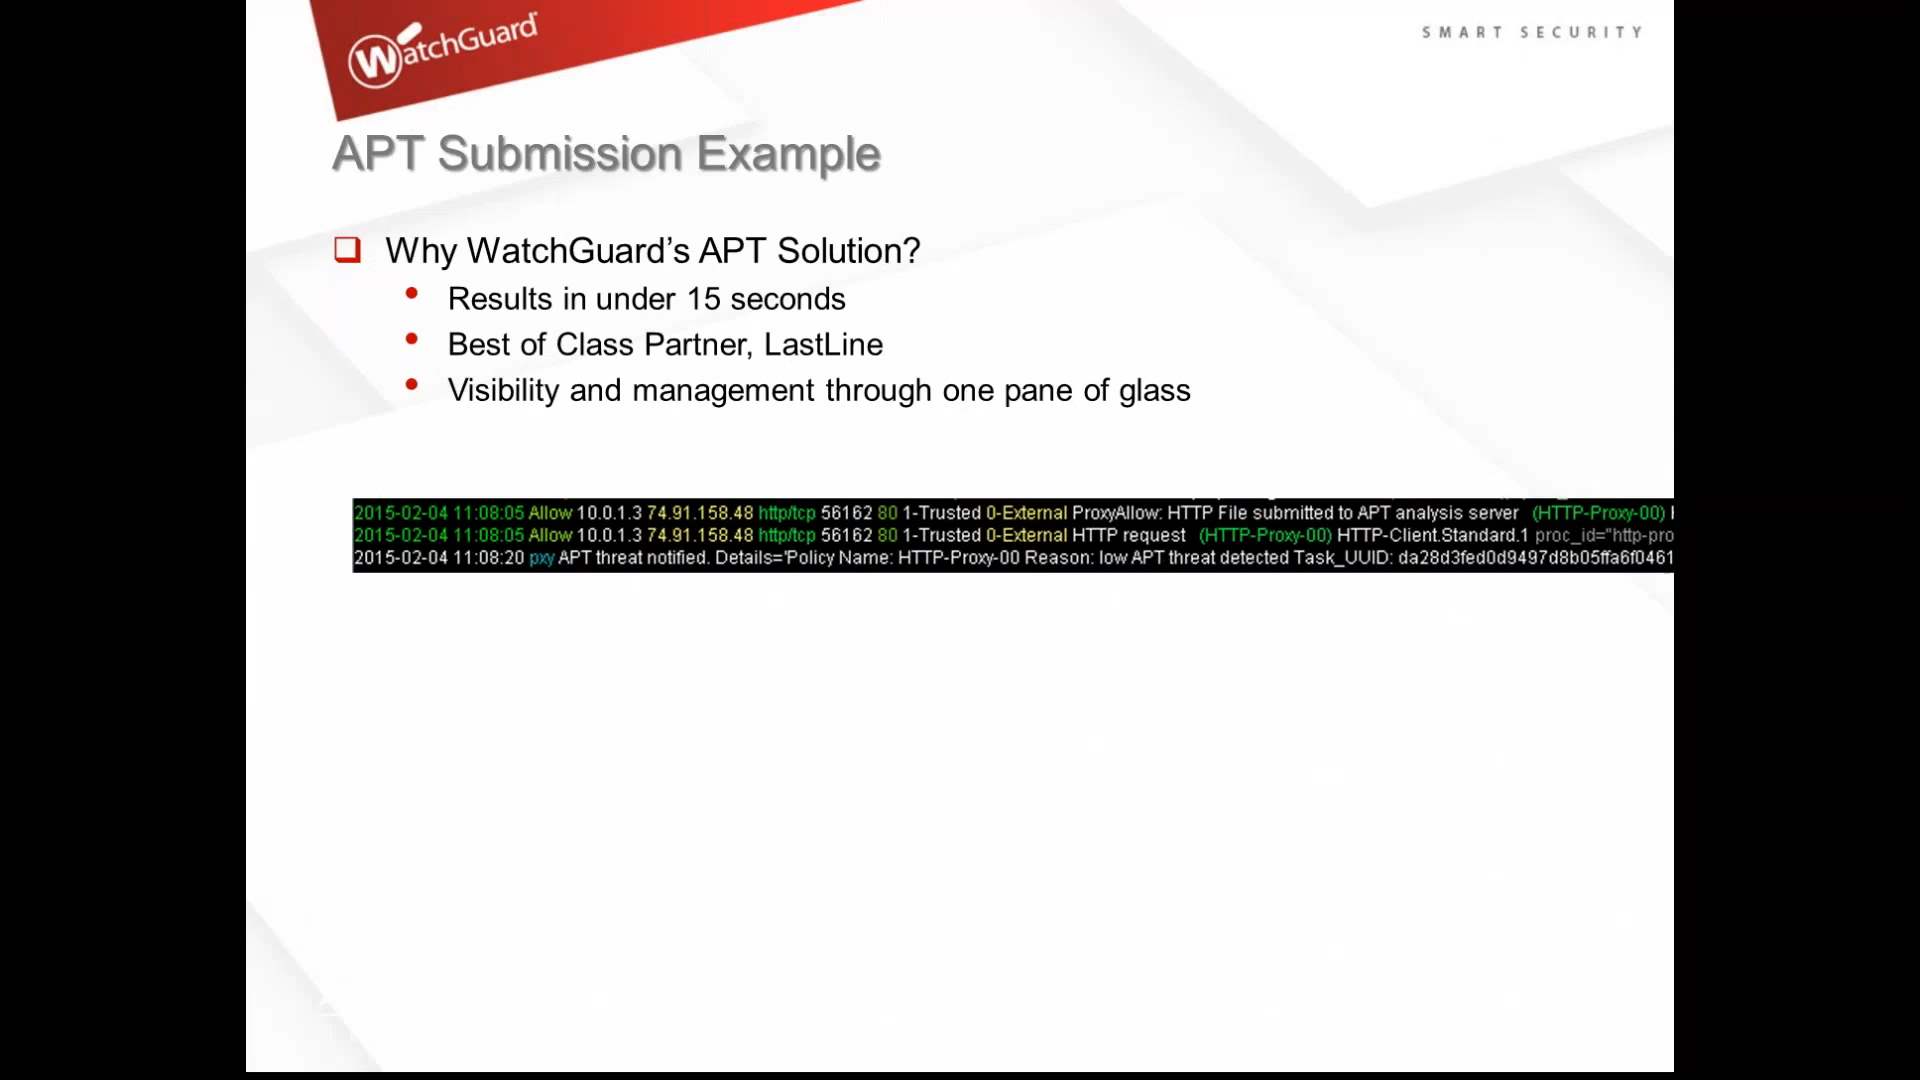 WatchGuard
SMART SECURITY
APT Submission Example
Why WatchGuard’s APT Solution?
Results in under 15 seconds
Best of Class Partner, LastLine
Visibility and management through one pane of glass
2015-02-04 11:08:05 Allow 10.0.1.3 74.91.158.48 http/tcp 56162 80 1-Trusted 0-External ProxyAllow: HTTP File submitted to APT analysis server (HTTP-Proxy-00)
2015-02-04 11:08:05 Allow 10.0.1.3 74.91.158.48 http/tcp 56162 80 1-Trusted 0-External HTTP request (HTTP-Proxy-00) HTTP-Client.Standard.1 proc_id="http-pro
2015-02-04 11:08:20 pxy APT threat notified. Details='Policy Name: HTTP-Proxy-00 Reason: low APT threat detected Task_UUID: da28d3fed0d9497d8b05ffa6f0461